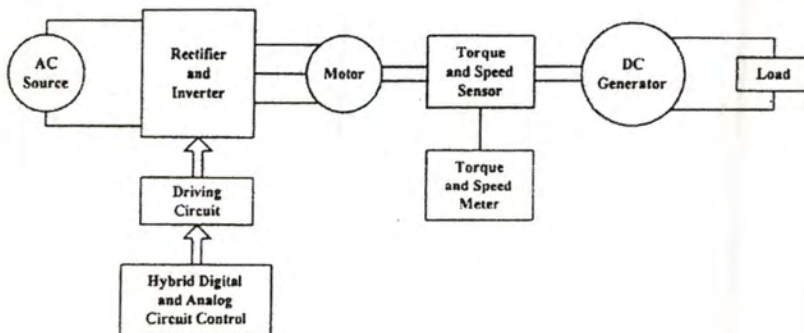 AC
Source
Rectifier
and
Inverter
Motor
Torque
and Speed
Sensor
DC
Generator
Load
Torque
and Speed
Meter
Driving
Circuit
Hybrid Digital
and Analog
Circuit Control